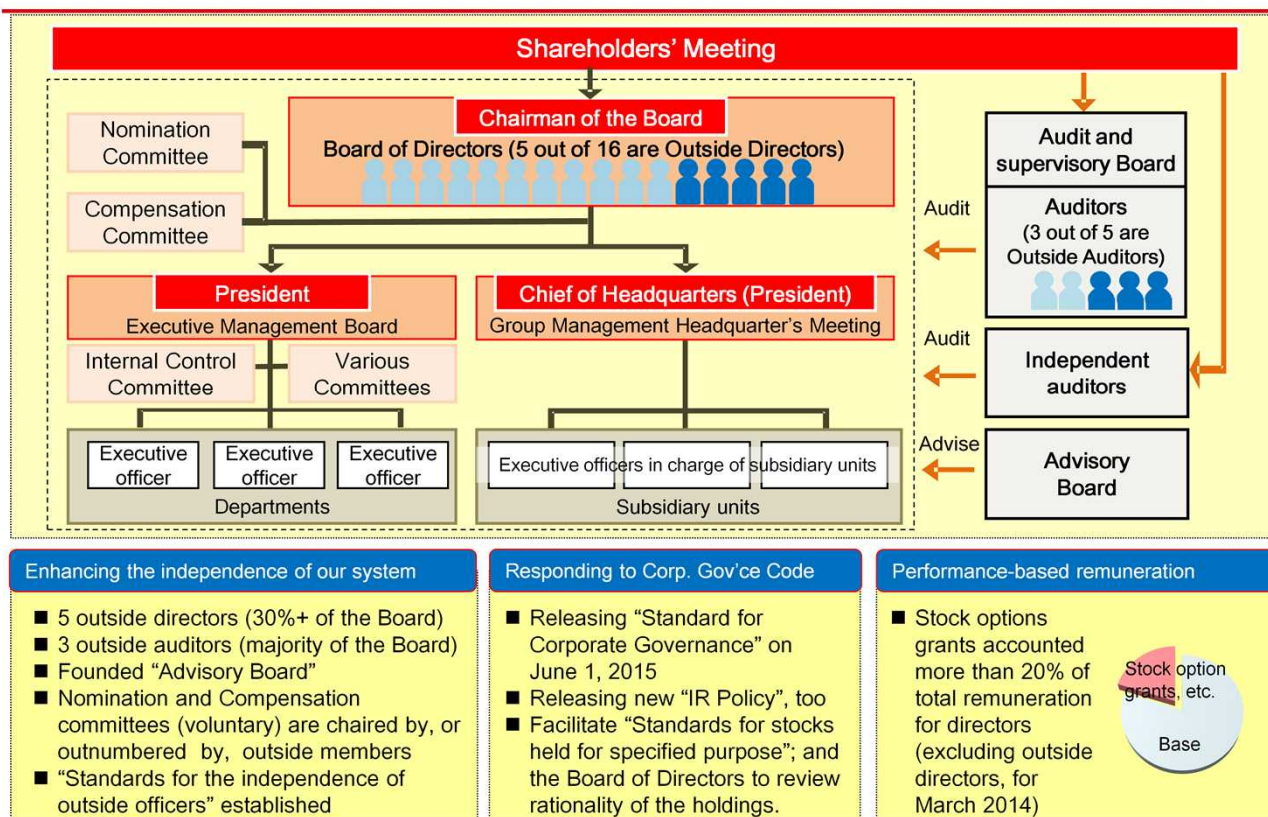 Shareholders' Meeting
Nomination
Committee
Compensation
Committee
Chairman of the Board
Board of Directors (5 out of 16 are Outside Directors)
Audit and
supervisory Board
Auditors
(3 out of 5 are
Outside Auditors)
Audit
President
Executive Management Board
Chief of Headquarters (President)
Group Management Headquarter's Meeting
Internal Control
Committee
Various
Committees
Audit
Independent
auditors
Executive
officer
Executive
officer
Executive
officer
Departments
Executive officers in charge of subsidiary units
Subsidiary units
Advise
Advisory
Board
Enhancing the independence of our system
■ 5 outside directors (30%+ of the Board)
■ 3 outside auditors (majority of the Board)
■ Founded “Advisory Board”
■ Nomination and Compensation
committees (voluntary) are chaired by, or
outnumbered by, outside members
■ “Standards for the independence of
outside officers” established
Responding to Corp. Gov'ce Code
■ Releasing “Standard for
Corporate Governance” on
June 1, 2015
■ Releasing new “IR Policy”, too
■ Facilitate “Standards for stocks
held for specified purpose”; and
the Board of Directors to review
rationality of the holdings.
Performance-based remuneration
■ Stock options
grants accounted
more than 20% of
total remuneration
for directors
(excluding outside
directors, for
March 2014)
Stock option
grants, etc.
Base